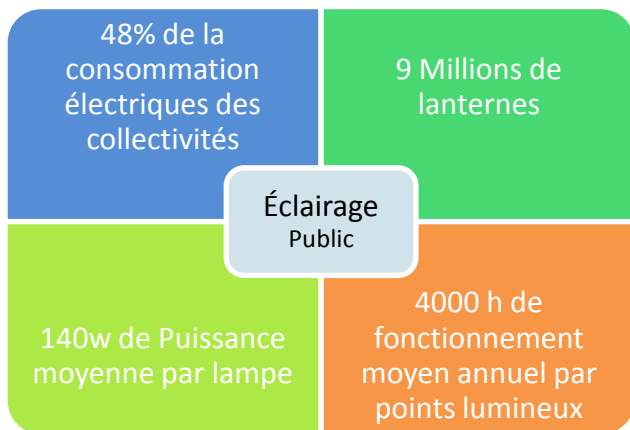 48% de la
consommation
électriques des
collectivités
9 Millions de
lanternes
Éclairage
Public
140w de Puissance
moyenne par lampe
4000 h de
fonctionnement
moyen annuel par
points lumineux